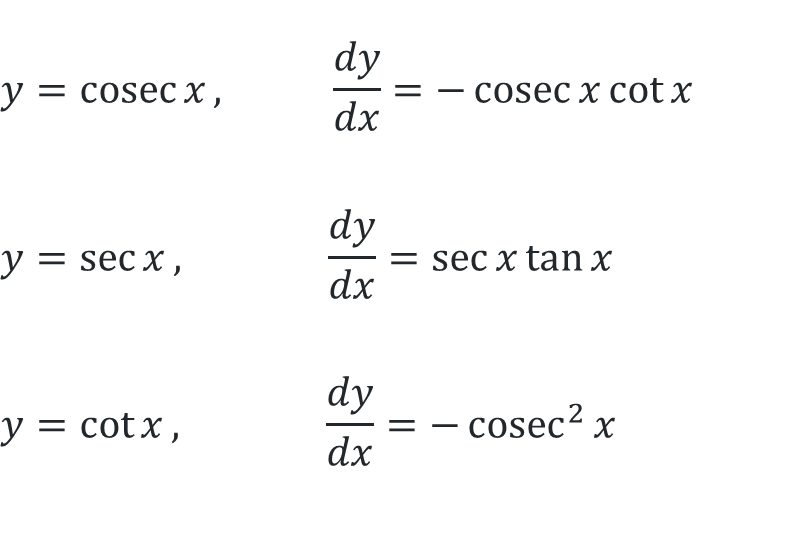 y = cosec x ,  dy/dx = − cosec x cot x
y = sec x ,  dy/dx = sec x tan x
y = cot x ,  dy/dx = − cosec² x